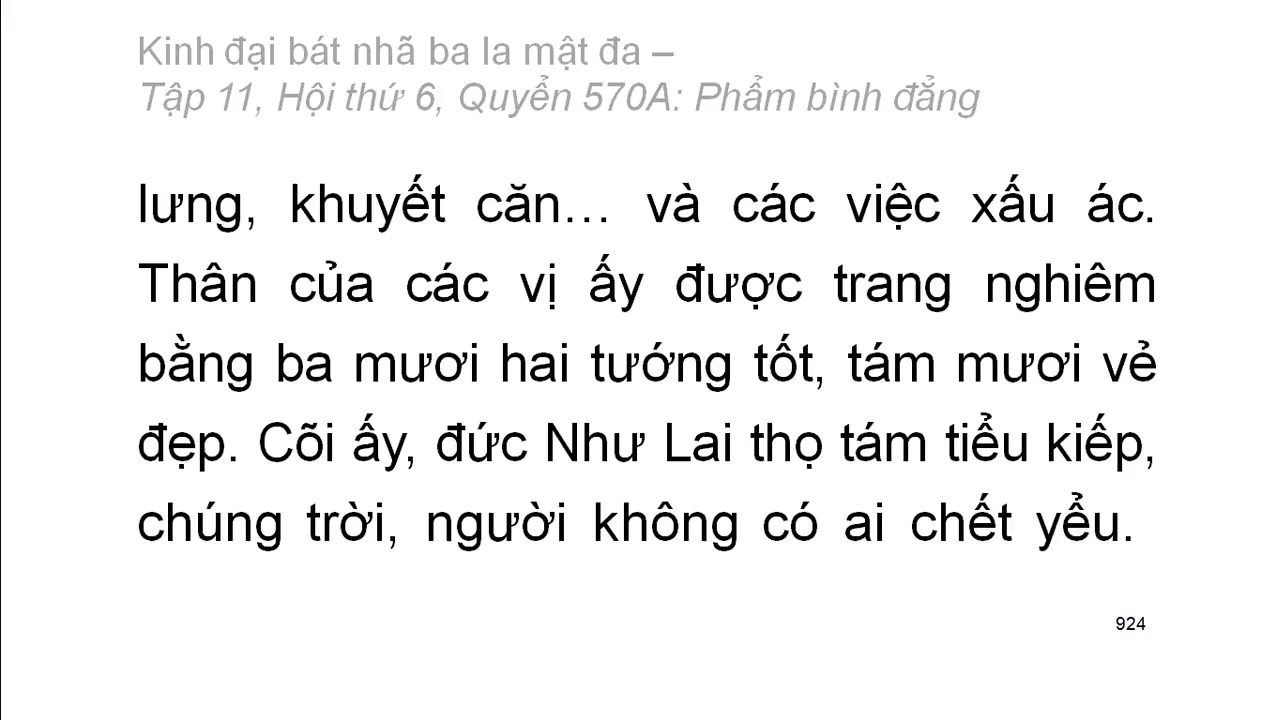 Kinh đại bát nhã ba la mật đa –
Tập 11, Hội thứ 6, Quyển 570A: Phẩm bình đẳng
lưng, khuyết căn… và các việc xấu ác.
Thân của các vị ấy được trang nghiêm
bằng ba mươi hai tướng tốt, tám mươi vẻ
đẹp. Cõi ấy, đức Như Lai thọ tám tiểu kiếp,
chúng trời, người không có ai chết yểu.
924